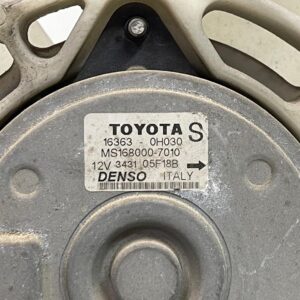 TOYOTA S
16363 - 0H030
MS168000-7010
12V 3431 05F18B
DENSO ITALY